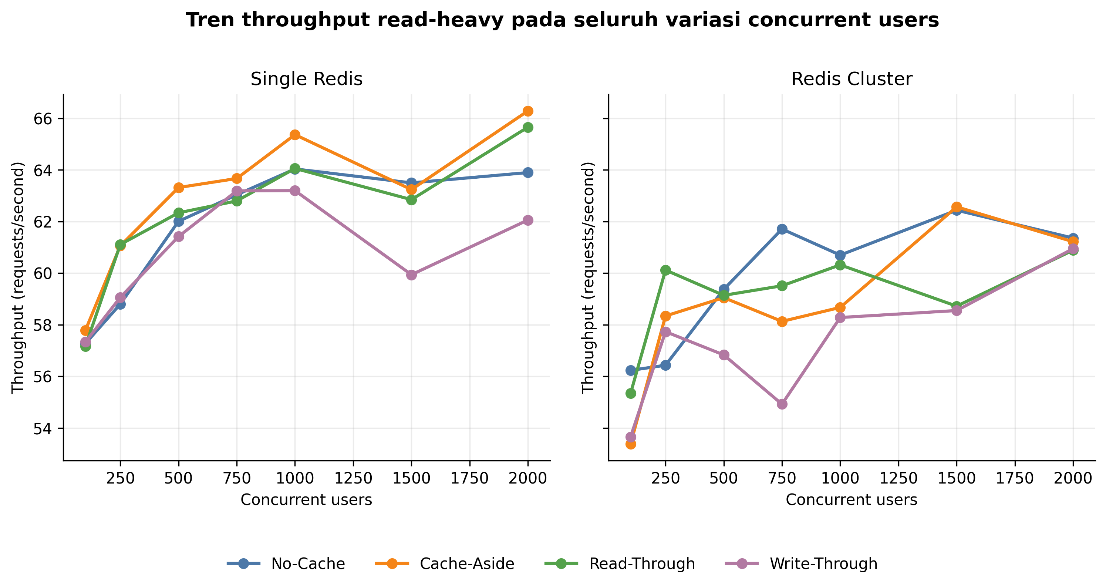 Tren throughput read-heavy pada seluruh variasi concurrent users
Single Redis
Throughput (requests/second)
66
64
62
60
58
56
54
250 500 750 1000 1250 1500 1750 2000
Concurrent users
Redis Cluster
Throughput (requests/second)
250 500 750 1000 1250 1500 1750 2000
Concurrent users
No-Cache Cache-Aside Read-Through Write-Through